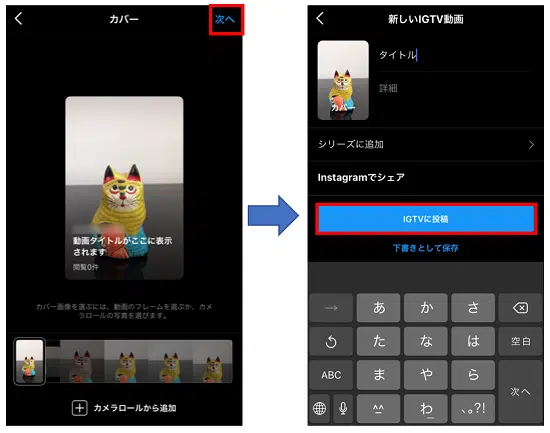 カバー
次へ
動画タイトルがここに表示
されます
閲覧0件
カバー画像を選ぶには、動画のフレームを選ぶか、カメ
ラロールの写真を選びます。
カメラロールから追加
新しいIGTV動画
タイトル
詳細
カバー
シリーズに追加
Instagramでシェア
IGTVに投稿
下書きとして保存
→ あ か さ
た な は 空白
ABC ま や ら
次へ
^^ わ_ 、。?!